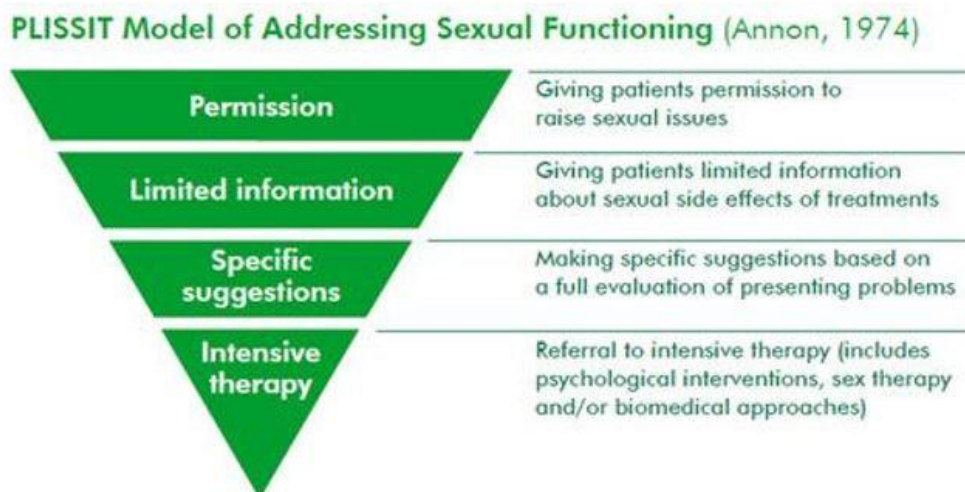 PLISSIT Model of Addressing Sexual Functioning (Annon, 1974)
Permission
Giving patients permission to
raise sexual issues
Limited information
Giving patients limited information
about sexual side effects of treatments
Specific
suggestions
Making specific suggestions based on
a full evaluation of presenting problems
Intensive
therapy
Referral to intensive therapy (includes
psychological interventions, sex therapy
and/or biomedical approaches)